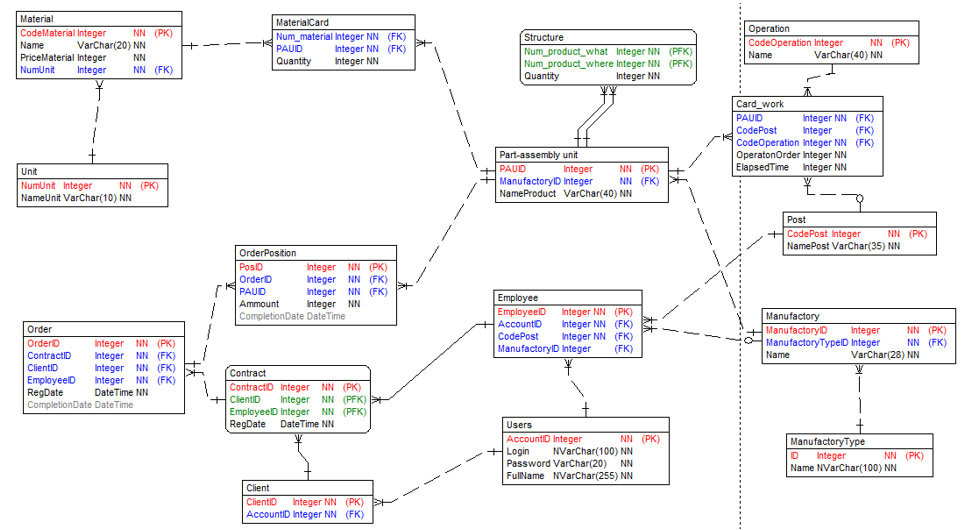 Material
CodeMaterial Integer NN (PK)
Name VarChar(20) NN
PriceMaterial Integer NN
NumUnit Integer NN (FK)
MaterialCard
Num_material Integer NN (FK)
PAUID Integer NN (FK)
Quantity Integer NN
Structure
Num_product_what Integer NN (PFK)
Num_product_where Integer NN (PFK)
Quantity Integer NN
Operation
CodeOperation Integer NN (PK)
Name VarChar(40) NN
Card_work
PAUID Integer NN (FK)
CodePost Integer (FK)
CodeOperation Integer NN (FK)
OperatonOrder Integer NN
ElapsedTime Integer NN
Unit
NumUnit Integer NN (PK)
NameUnit VarChar(10) NN
Part-assembly unit
PAUID Integer NN (PK)
ManufactoryID Integer NN (FK)
NameProduct VarChar(40) NN
Post
CodePost Integer NN (PK)
NamePost VarChar(35) NN
OrderPosition
PosID Integer NN (PK)
OrderID Integer NN (FK)
PAUID Integer NN (FK)
Ammount Integer NN
CompletionDate DateTime
Employee
EmployeeID Integer NN (PK)
AccountID Integer NN (FK)
CodePost Integer NN (FK)
ManufactoryID Integer (FK)
Manufactory
ManufactoryID Integer NN (PK)
ManufactoryTypeID Integer NN (FK)
Name VarChar(28) NN
Order
OrderID Integer NN (PK)
ContractID Integer NN (FK)
ClientID Integer NN (FK)
EmployeeID Integer NN (FK)
RegDate DateTime NN
CompletionDate DateTime
Contract
ContractID Integer NN (PK)
ClientID Integer NN (PFK)
EmployeeID Integer NN (PFK)
RegDate DateTime NN
Users
AccountID Integer NN (PK)
Login NVarChar(100) NN
Password VarChar(20) NN
FullName NVarChar(255) NN
ManufactoryType
ID Integer NN (PK)
Name NVarChar(100) NN
Client
ClientID Integer NN (PK)
AccountID Integer NN (FK)